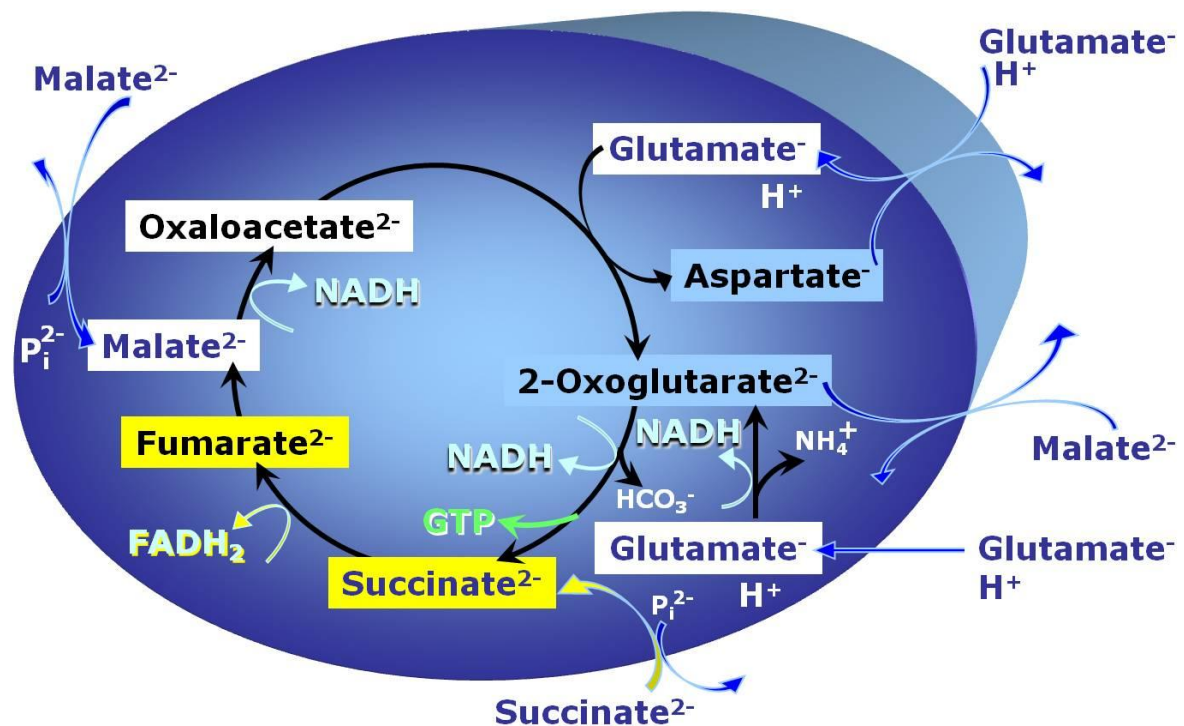 Glutamate⁻
H⁺
Malate²⁻
Glutamate⁻
H⁺
Oxaloacetate²⁻
Aspartate⁻
NADH
Pᵢ²⁻
Malate²⁻
2-Oxoglutarate²⁻
Fumarate²⁻
NADH
NADH
NH₄⁺
Malate²⁻
HCO₃⁻
GTP
FADH₂
Glutamate⁻
H⁺
Glutamate⁻
H⁺
Succinate²⁻
Pᵢ²⁻
Succinate²⁻